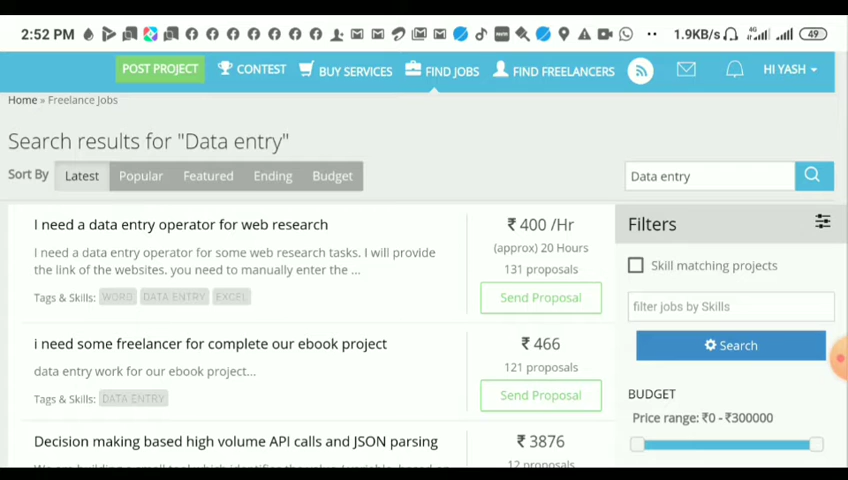 2:52 PM 1.9KB/s 4G 49
POST PROJECT CONTEST BUY SERVICES FIND JOBS FIND FREELANCERS HI YASH
Home » Freelance Jobs
Search results for "Data entry"
Sort By Latest Popular Featured Ending Budget Data entry
I need a data entry operator for web research
I need a data entry operator for some web research tasks. I will provide
the link of the websites. you need to manually enter the ...
Tags & Skills: WORD DATA ENTRY EXCEL
₹ 400 /Hr
(approx) 20 Hours
131 proposals
Send Proposal
i need some freelancer for complete our ebook project
data entry work for our ebook project...
Tags & Skills: DATA ENTRY
₹ 466
121 proposals
Send Proposal
Decision making based high volume API calls and JSON parsing
₹ 3876
12 proposals
Filters
Skill matching projects
filter jobs by Skills
Search
BUDGET
Price range: ₹0 - ₹300000